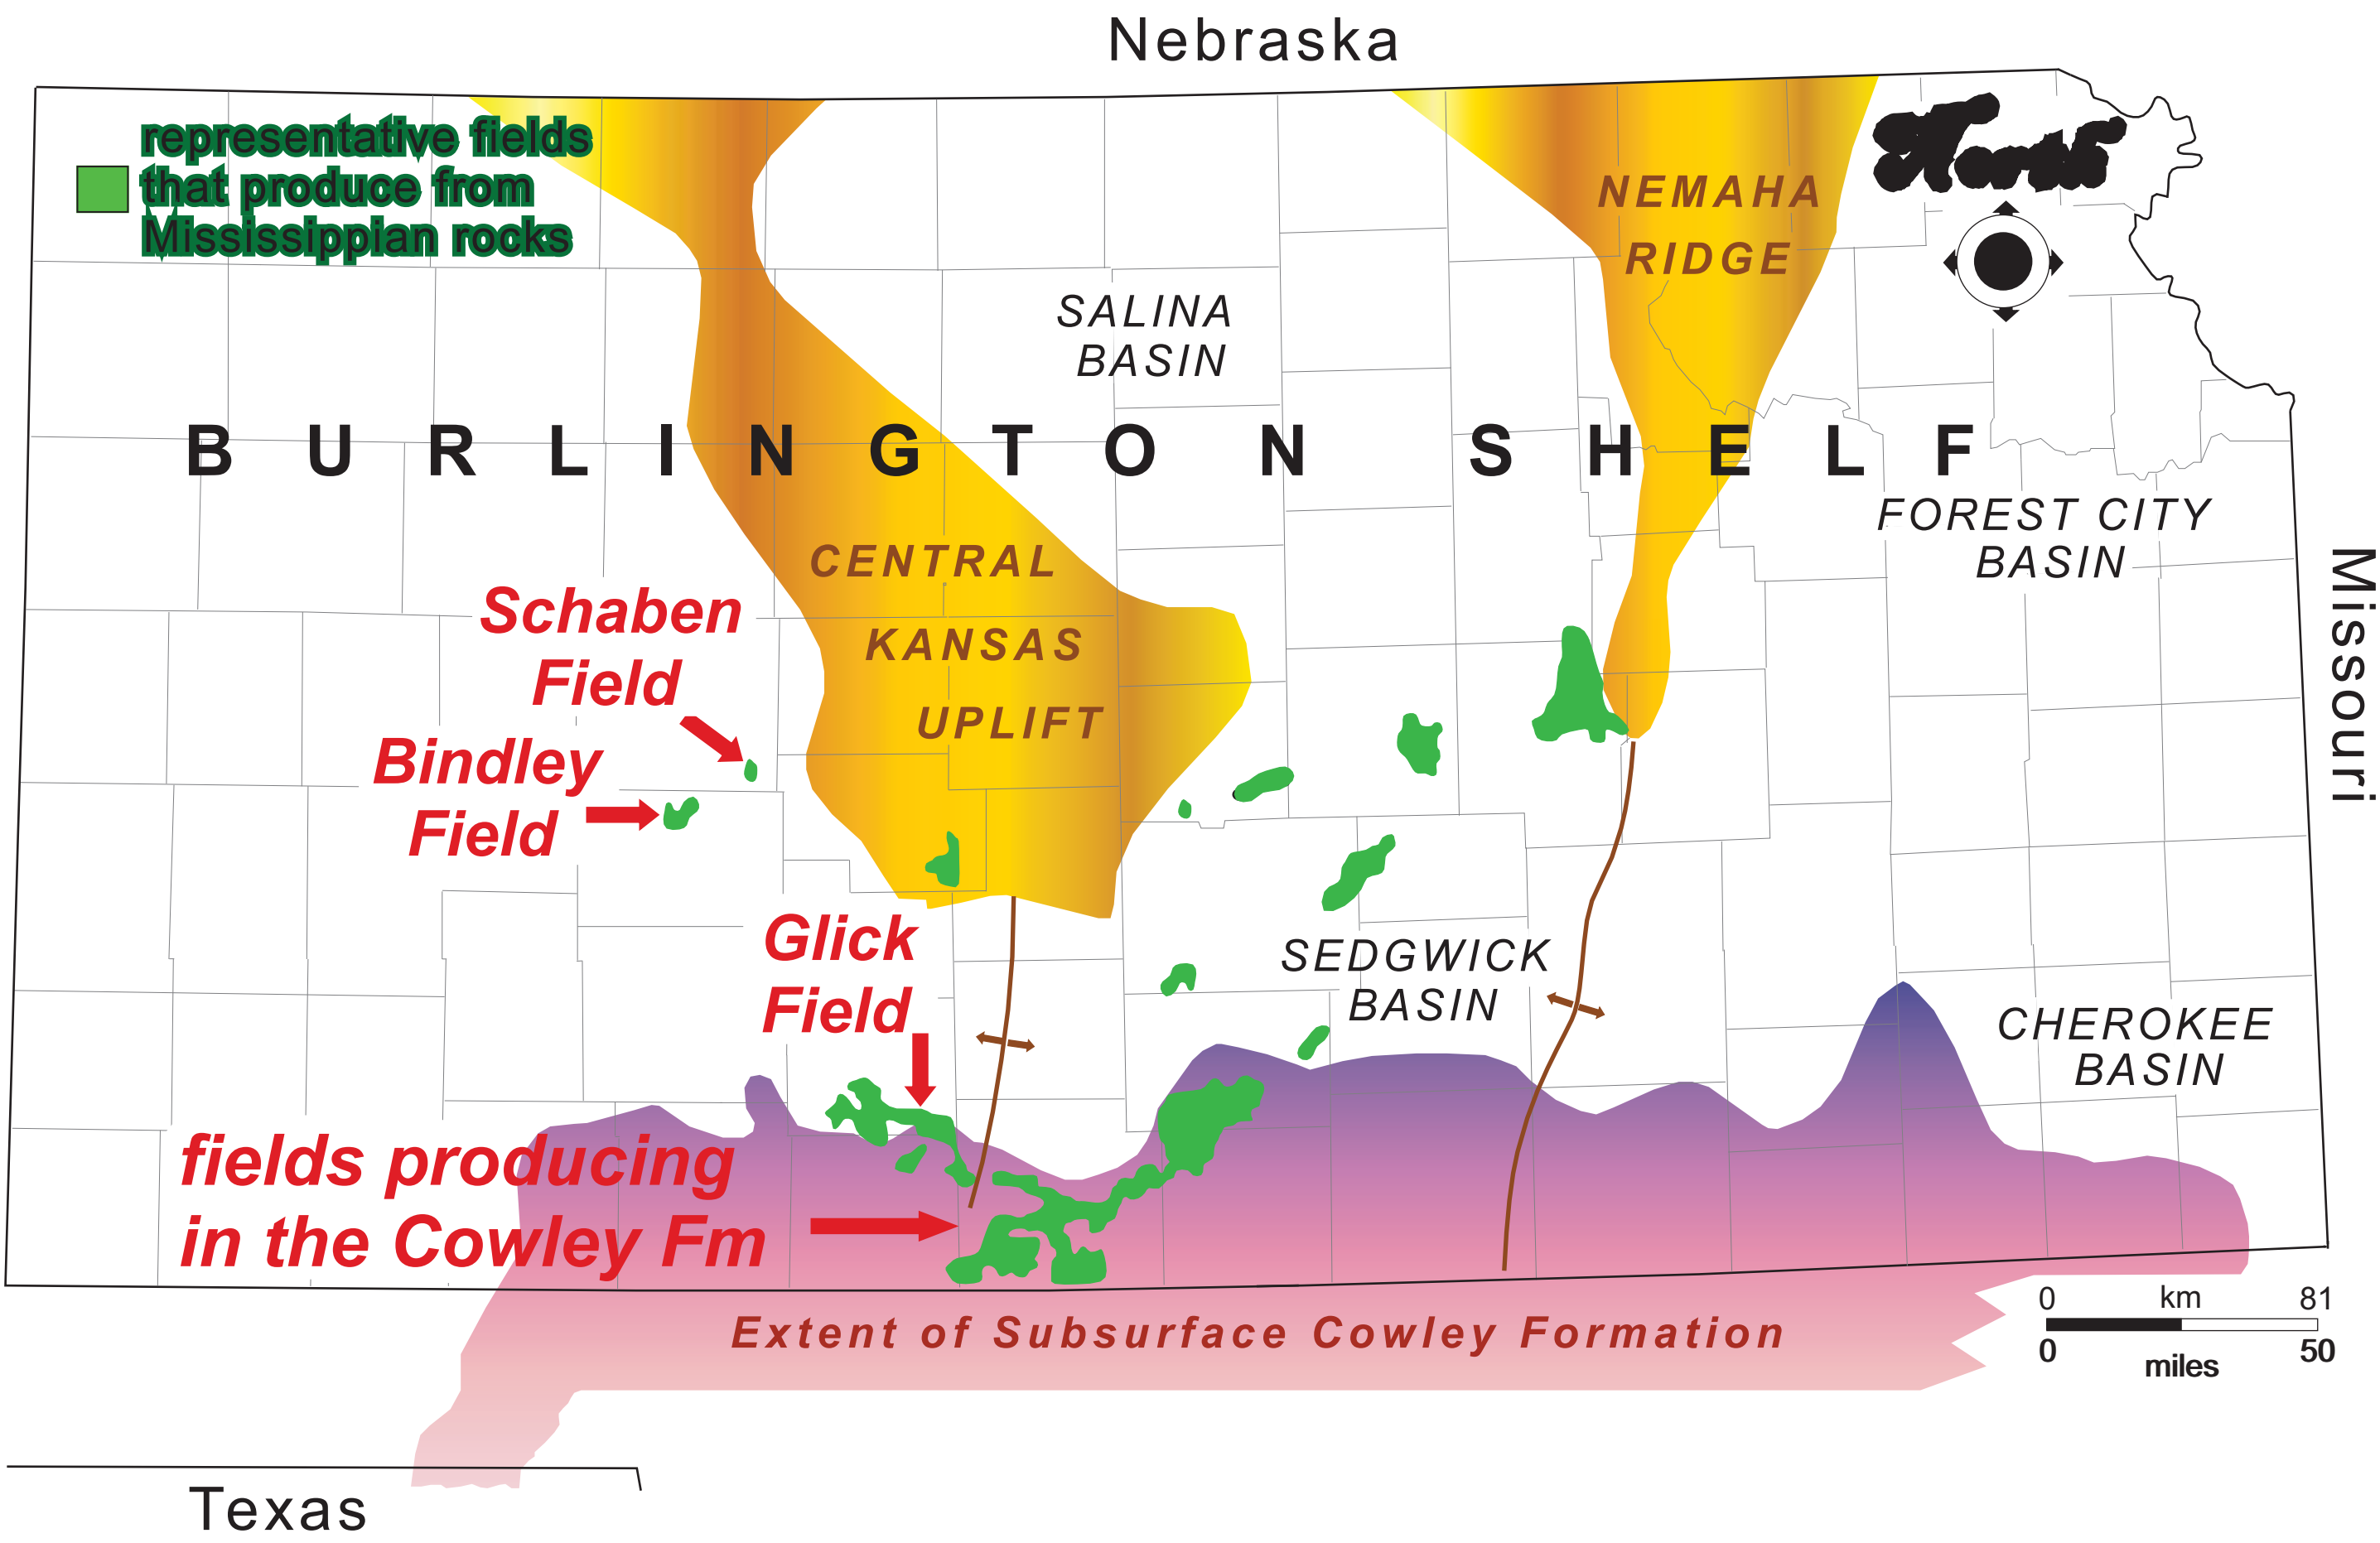 Nebraska
representative fields
that produce from
Mississippian rocks
NEMAHA
RIDGE
SALINA
BASIN
BURLINGTON SHELF
FOREST CITY
BASIN
Missouri
CENTRAL
KANSAS
UPLIFT
Schaben
Field
Bindley
Field
Glick
Field
SEDGWICK
BASIN
CHEROKEE
BASIN
fields producing
in the Cowley Fm
Extent of Subsurface Cowley Formation
0 km 81
0 miles 50
Texas